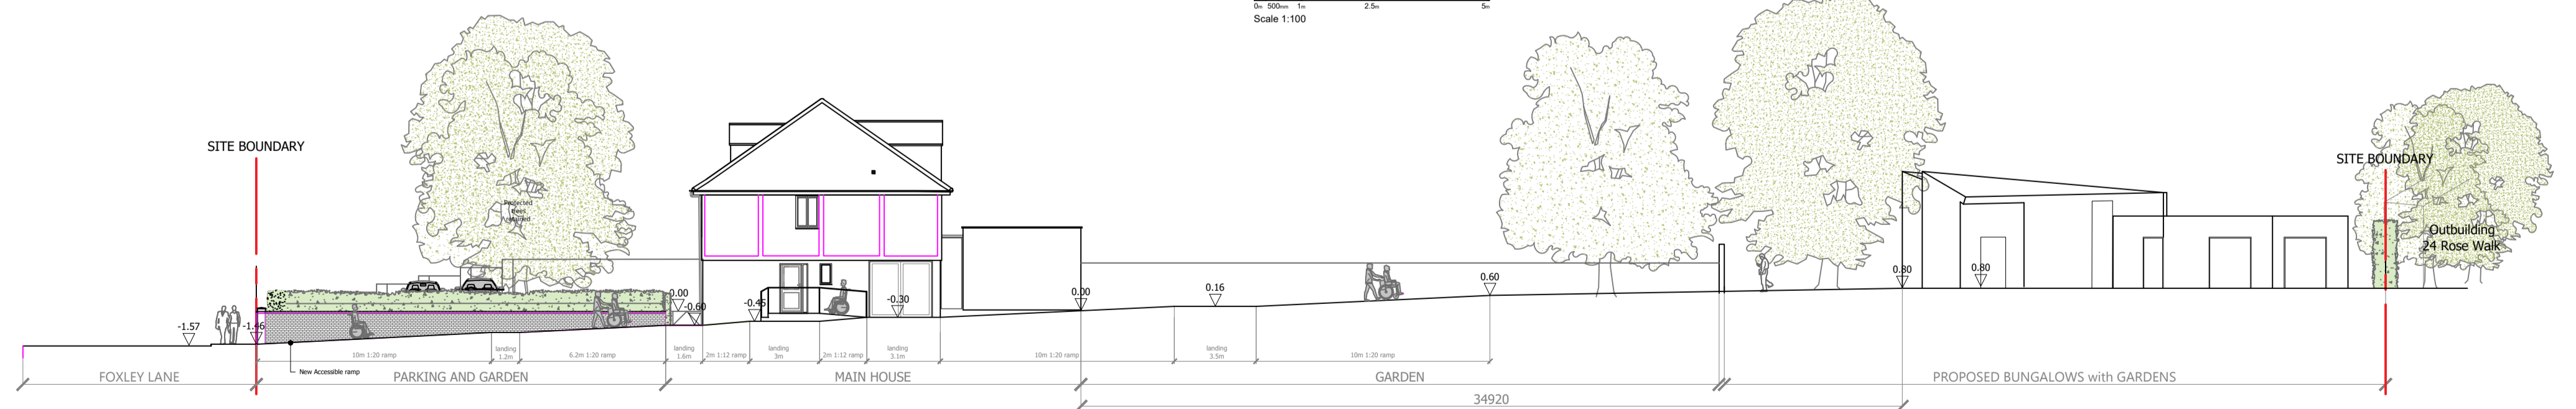 0m 500mm 1m 2.5m 5m
Scale 1:100
SITE BOUNDARY
SITE BOUNDARY
Protected
trees
retained
Outbuilding
24 Rose Walk
-1.57
-1.46
0.00
-0.60
-0.45
-0.30
0.00
0.16
0.60
0.80
0.80
10m 1:20 ramp
landing
1.2m
6.2m 1:20 ramp
landing
1.6m
2m 1:12 ramp
landing
3m
2m 1:12 ramp
landing
3.1m
10m 1:20 ramp
landing
3.5m
10m 1:20 ramp
New Accessible ramp
FOXLEY LANE
PARKING AND GARDEN
MAIN HOUSE
GARDEN
PROPOSED BUNGALOWS with GARDENS
34920